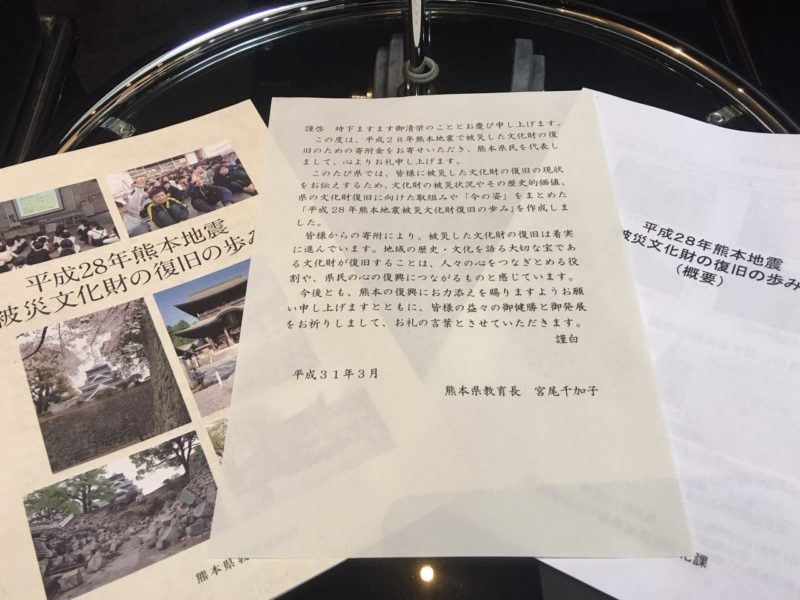 平成28年熊本地震
被災文化財の復旧の歩み
熊本県
謹啓 時下ますます御清栄のこととお慶び申し上げます。
この度は、平成28年熊本地震で被災した文化財の復
旧のための寄附金をお寄せいただき、熊本県民を代表し
まして、心よりお礼申し上げます。
このたび県では、皆様に被災した文化財の復旧の現状
をお伝えするため、文化財の被災状況やその歴史的価値、
県の文化財復旧に向けた取組みや「今の姿」をまとめた
「平成28年熊本地震被災文化財復旧の歩み」を作成しま
した。
皆様からの寄附により、被災した文化財の復旧は着実
に進んでいます。地域の歴史・文化を語る大切な宝であ
る文化財が復旧することは、人々の心をつなぎとめる役
割や、県民の心の復興につながるものと感じています。
今後とも、熊本の復興にお力添えを賜りますようお願
い申し上げますとともに、皆様の益々の御健勝と御発展
をお祈りしまして、お礼の言葉とさせていただきます。
謹白
平成31年3月
熊本県教育長 宮尾千加子
平成28年熊本地震
被災文化財の復旧の歩み
(概要)
課